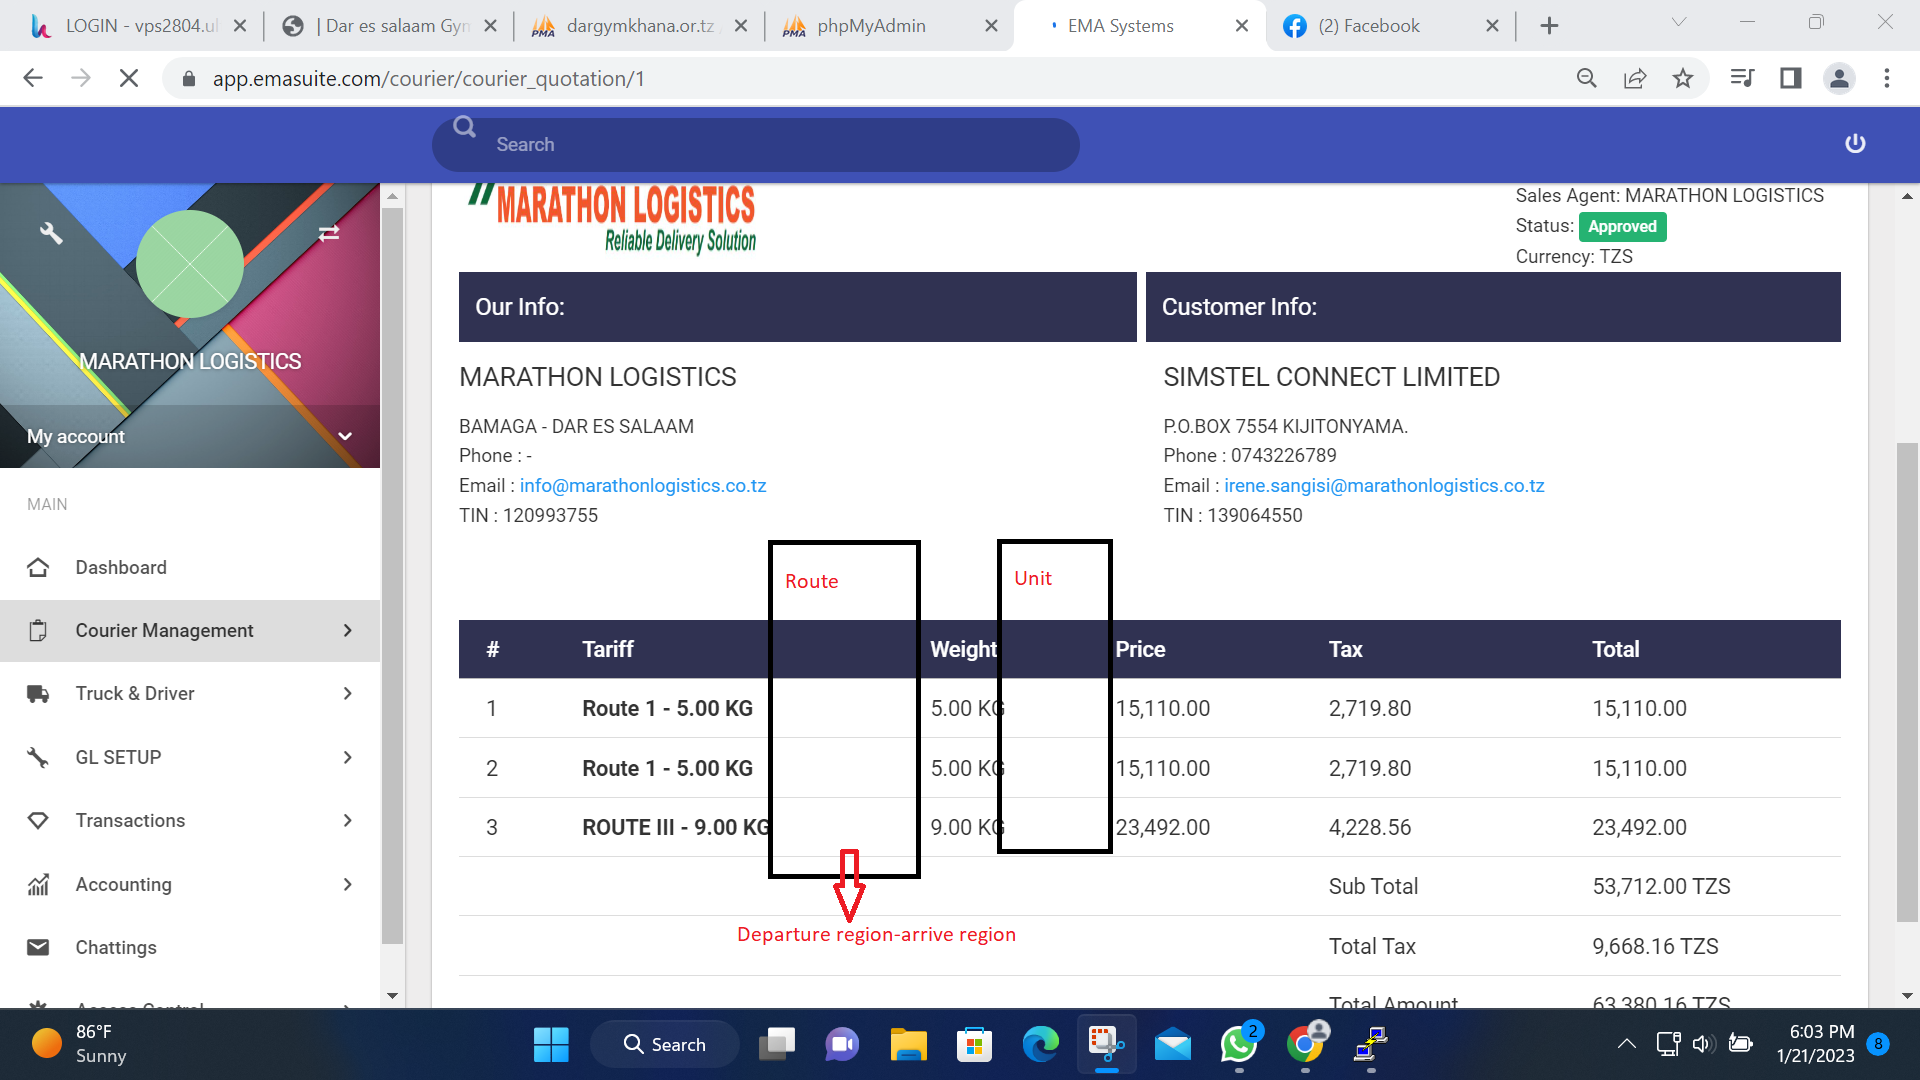 LOGIN - vps2804.ul
| Dar es salaam Gyn
dargymkhana.or.tz
phpMyAdmin
EMA Systems
(2) Facebook
app.emasuite.com/courier/courier_quotation/1
Search
MARATHON LOGISTICS
Reliable Delivery Solution
Sales Agent: MARATHON LOGISTICS
Status: Approved
Currency: TZS
MARATHON LOGISTICS
My account
MAIN
Dashboard
Courier Management
Truck & Driver
GL SETUP
Transactions
Accounting
Chattings
Access Control
Our Info:
Customer Info:
MARATHON LOGISTICS
BAMAGA - DAR ES SALAAM
Phone : -
Email : info@marathonlogistics.co.tz
TIN : 120993755
SIMSTEL CONNECT LIMITED
P.O.BOX 7554 KIJITONYAMA.
Phone : 0743226789
Email : irene.sangisi@marathonlogistics.co.tz
TIN : 139064550
Route
Unit
# Tariff Weight Price Tax Total
1 Route 1 - 5.00 KG 5.00 KG 15,110.00 2,719.80 15,110.00
2 Route 1 - 5.00 KG 5.00 KG 15,110.00 2,719.80 15,110.00
3 ROUTE III - 9.00 KG 9.00 KG 23,492.00 4,228.56 23,492.00
Sub Total 53,712.00 TZS
Departure region-arrive region
Total Tax 9,668.16 TZS
Total Amount 63,380.16 TZS
86°F
Sunny
Search
2
6:03 PM
1/21/2023
8